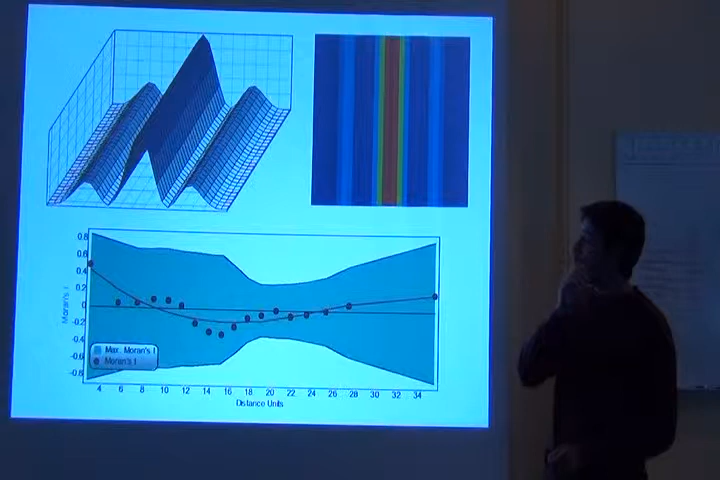 0.8
0.6
0.4
0.2
0
-0.2
-0.4
-0.6
-0.8
Moran's I
Max. Moran's I
Moran's I
4 6 8 10 12 14 16 18 20 22 24 26 28 30 32 34
Distance Units